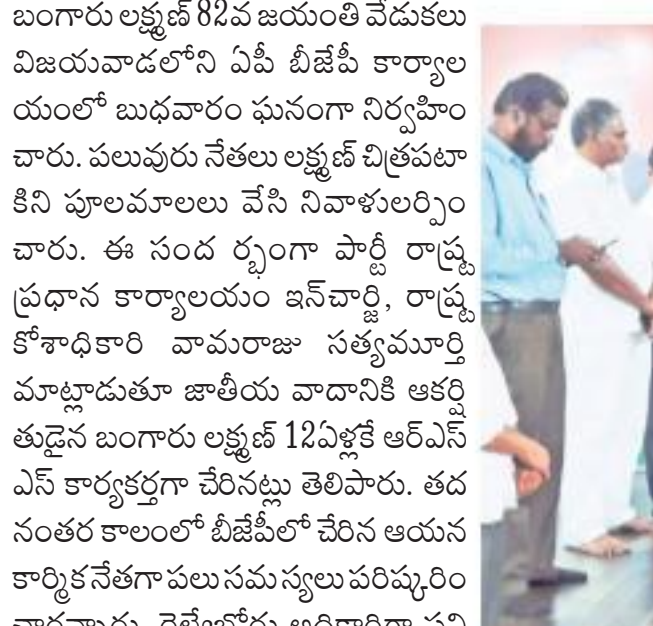 బంగారు లక్ష్మణ్ 82వ జయంతి వేడుకలు
విజయవాడలోని ఏపీ బీజేపీ కార్యాల
యంలో బుధవారం ఘనంగా నిర్వహిం
చారు. పలువురు నేతలు లక్ష్మణ్ చిత్రపటా
కిని పూలమాలలు వేసి నివాళులర్పిం
చారు. ఈ సంద ర్భంగా పార్టీ రాష్ట్ర
ప్రధాన కార్యాలయం ఇన్‌చార్జి, రాష్ట్ర
కోశాధికారి వామరాజు సత్యమూర్తి
మాట్లాడుతూ జాతీయ వాదానికి ఆకర్షి
తుడైన బంగారు లక్ష్మణ్ 12ఏళ్లకే ఆర్ఎస్
ఎస్ కార్యకర్తగా చేరినట్లు తెలిపారు. తద
నంతర కాలంలో బీజేపీలో చేరిన ఆయన
కార్మికనేతగా పలు సమ స్యలు పరిష్కరిం